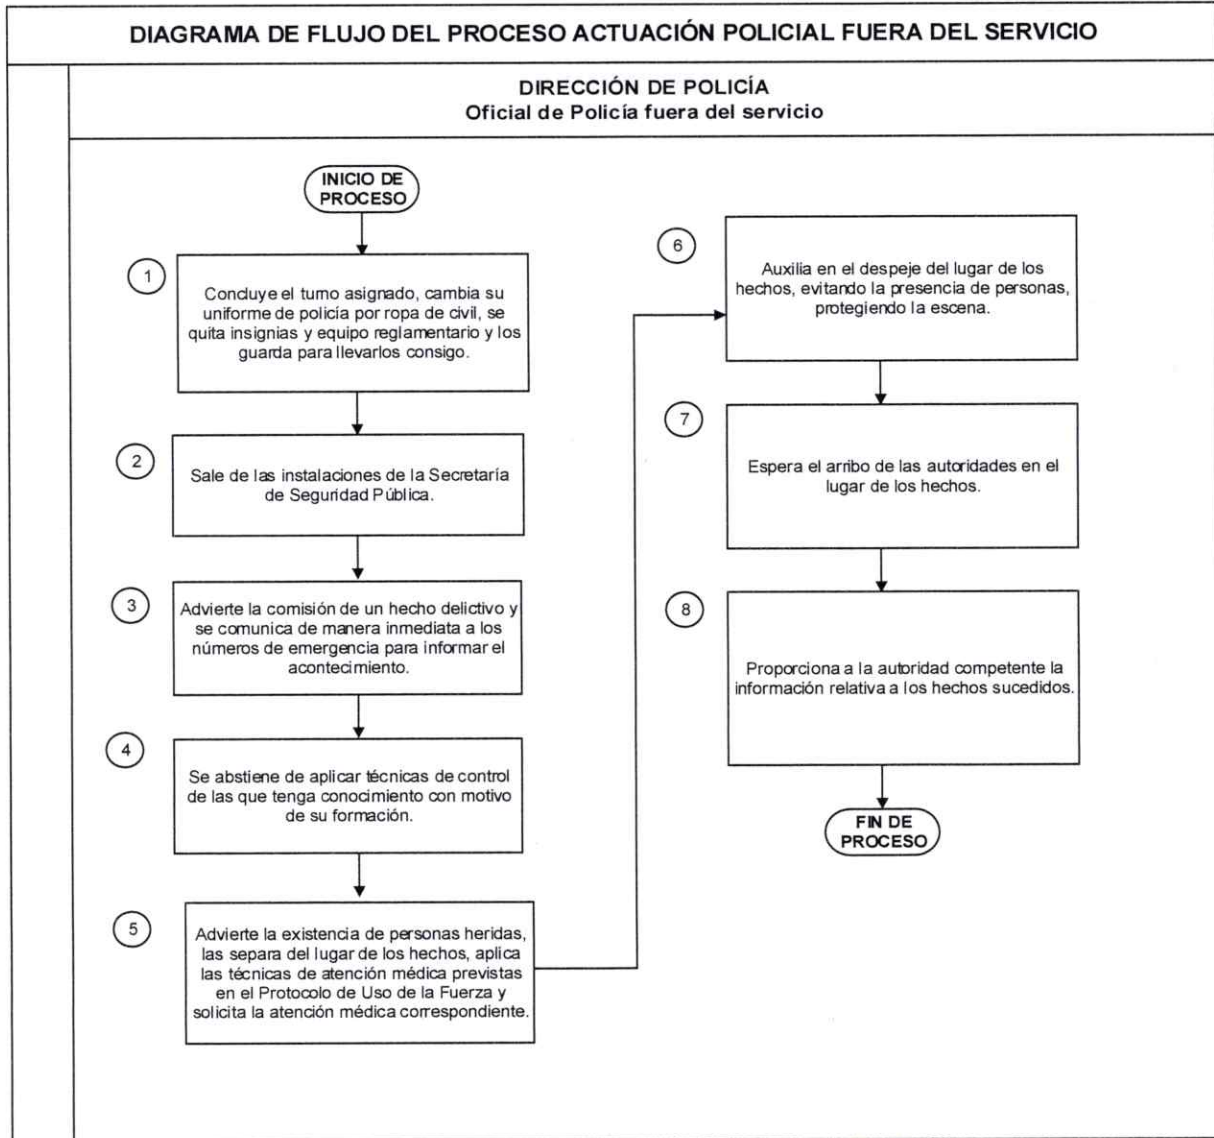 DIAGRAMA DE FLUJO DEL PROCESO ACTUACIÓN POLICIAL FUERA DEL SERVICIO
DIRECCIÓN DE POLICÍA
Oficial de Policía fuera del servicio
INICIO DE
PROCESO
1
Concluye el turno asignado, cambia su
uniforme de policía por ropa de civil, se
quita insignias y equipo reglamentario y los
guarda para llevarlos consigo.
2
Sale de las instalaciones de la Secretaría
de Seguridad Pública.
3
Advierte la comisión de un hecho delictivo y
se comunica de manera inmediata a los
números de emergencia para informar el
acontecimiento.
4
Se abstiene de aplicar técnicas de control
de las que tenga conocimiento con motivo
de su formación.
5
Advierte la existencia de personas heridas,
las separa del lugar de los hechos, aplica
las técnicas de atención médica previstas
en el Protocolo de Uso de la Fuerza y
solicita la atención médica correspondiente.
6
Auxilia en el despeje del lugar de los
hechos, evitando la presencia de personas,
protegiendo la escena.
7
Espera el arribo de las autoridades en el
lugar de los hechos.
8
Proporciona a la autoridad competente la
información relativa a los hechos sucedidos.
FIN DE
PROCESO